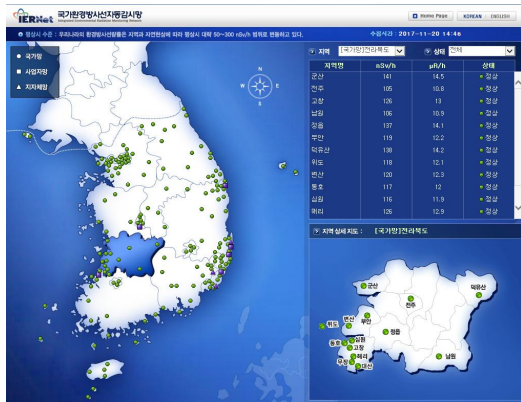 IERNet 국가환경방사선자동감시망
Integrated Environmental Radiation Monitoring Network
Home Page KOREAN ENGLISH
평상시 수준 : 우리나라의 환경방사선량률은 지역과 자연현상에 따라 평상시 대략 50~300 nSv/h 범위로 변동하고 있다.
수집시각 : 2017-11-20 14:46
국가망
사업자망
지자체망
N
W E
S
지역 [국가망]전라북도 상태 전체
지역명 nSv/h μR/h 상태
군산 141 14.5 정상
전주 105 10.8 정상
고창 126 13 정상
남원 106 10.9 정상
정읍 137 14.1 정상
부안 119 12.2 정상
덕유산 138 14.2 정상
위도 118 12.1 정상
변산 120 12.3 정상
동호 117 12 정상
심원 116 11.9 정상
해리 126 12.9 정상
지역 상세 지도 : [국가망]전라북도
군산
덕유산
전주
변산
위도
부안
정읍
동호
심원
고창
해리
남원
무장
대산